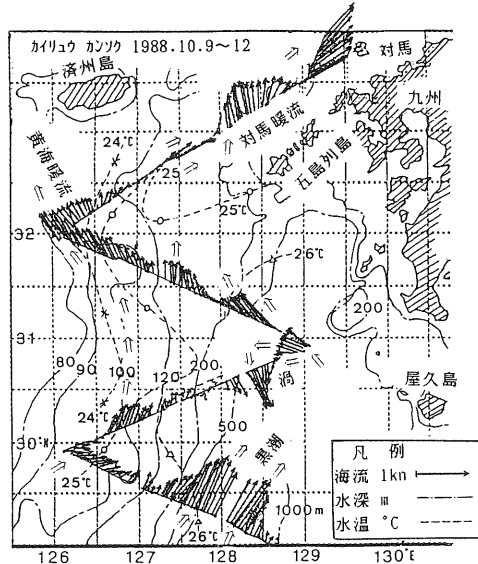 カイリュウ カンソク 1988.10.9〜12
済州島
対馬
九州
黄海暖流
対馬暖流
五島列島
24℃
25
25℃
26℃
32
200
31
80
90
100
120
200
渦
屋久島
24℃
500
30°N
黒潮
25℃
1000m
26℃
凡 例
海流 1kn
水深 m
水温 °C
126 127 128 129 130°E